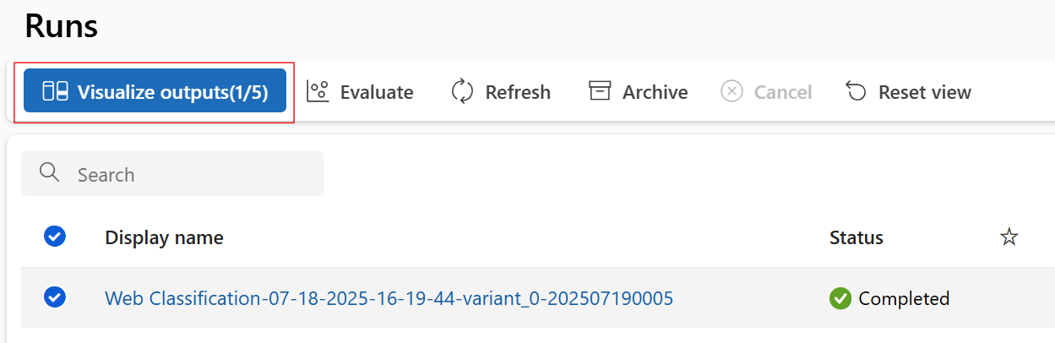 Runs
Visualize outputs(1/5) Evaluate Refresh Archive Cancel Reset view
Search
Display name Status
Web Classification-07-18-2025-16-19-44-variant_0-202507190005 Completed